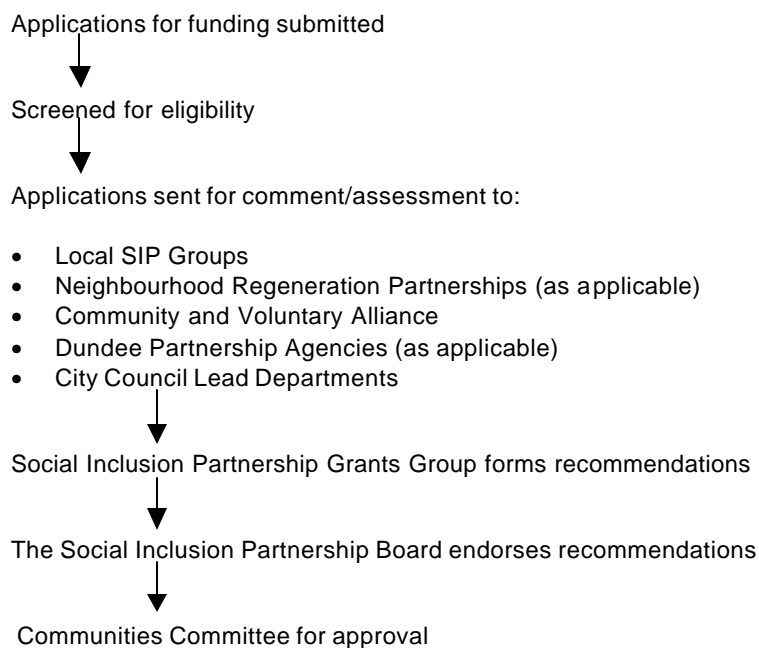 Applications for funding submitted
Screened for eligibility
Applications sent for comment/assessment to:
• Local SIP Groups
• Neighbourhood Regeneration Partnerships (as applicable)
• Community and Voluntary Alliance
• Dundee Partnership Agencies (as applicable)
• City Council Lead Departments
Social Inclusion Partnership Grants Group forms recommendations
The Social Inclusion Partnership Board endorses recommendations
Communities Committee for approval